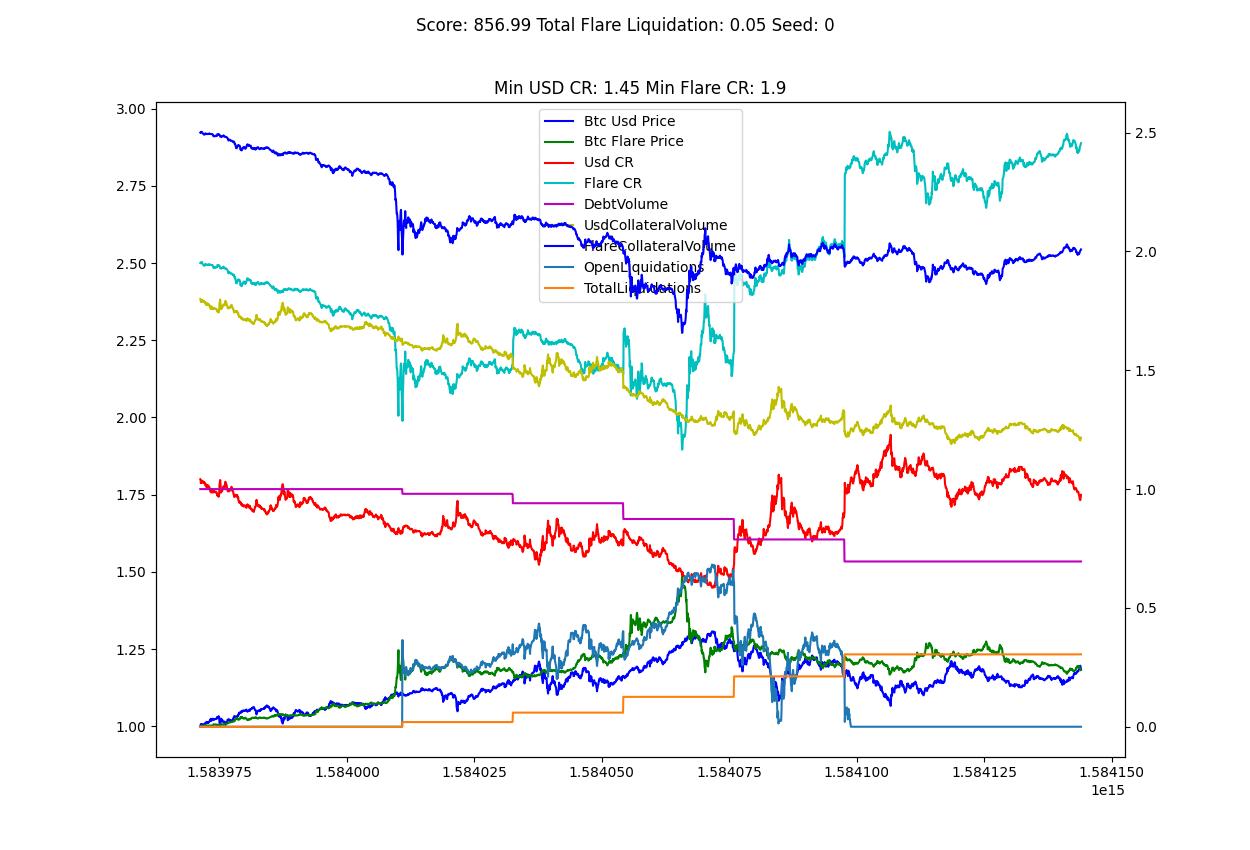 Score: 856.99 Total Flare Liquidation: 0.05 Seed: 0
Min USD CR: 1.45 Min Flare CR: 1.9
3.00
2.75
2.50
2.25
2.00
1.75
1.50
1.25
1.00
Btc Usd Price
Btc Flare Price
Usd CR
Flare CR
DebtVolume
UsdCollateralVolume
FlareCollateralVolume
OpenLiquidations
TotalLiquidations
2.5
2.0
1.5
1.0
0.5
0.0
1.583975 1.584000 1.584025 1.584050 1.584075 1.584100 1.584125 1.584150
1e15